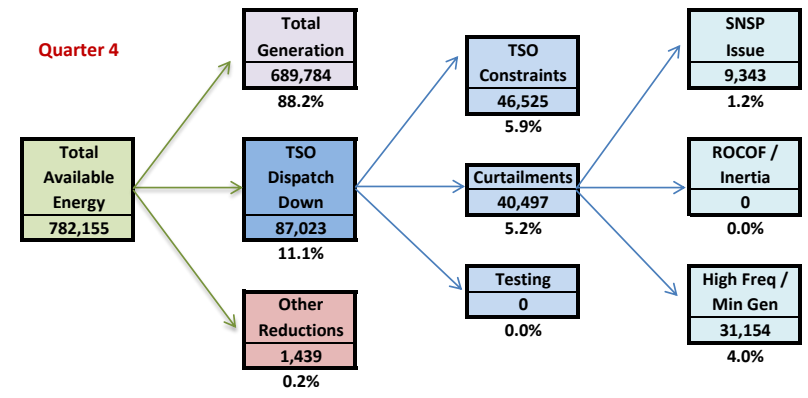 Quarter 4
Total
Available
Energy
782,155
Total
Generation
689,784
88.2%
TSO
Dispatch
Down
87,023
11.1%
Other
Reductions
1,439
0.2%
TSO
Constraints
46,525
5.9%
Curtailments
40,497
5.2%
Testing
0
0.0%
SNSP
Issue
9,343
1.2%
ROCOF /
Inertia
0
0.0%
High Freq /
Min Gen
31,154
4.0%